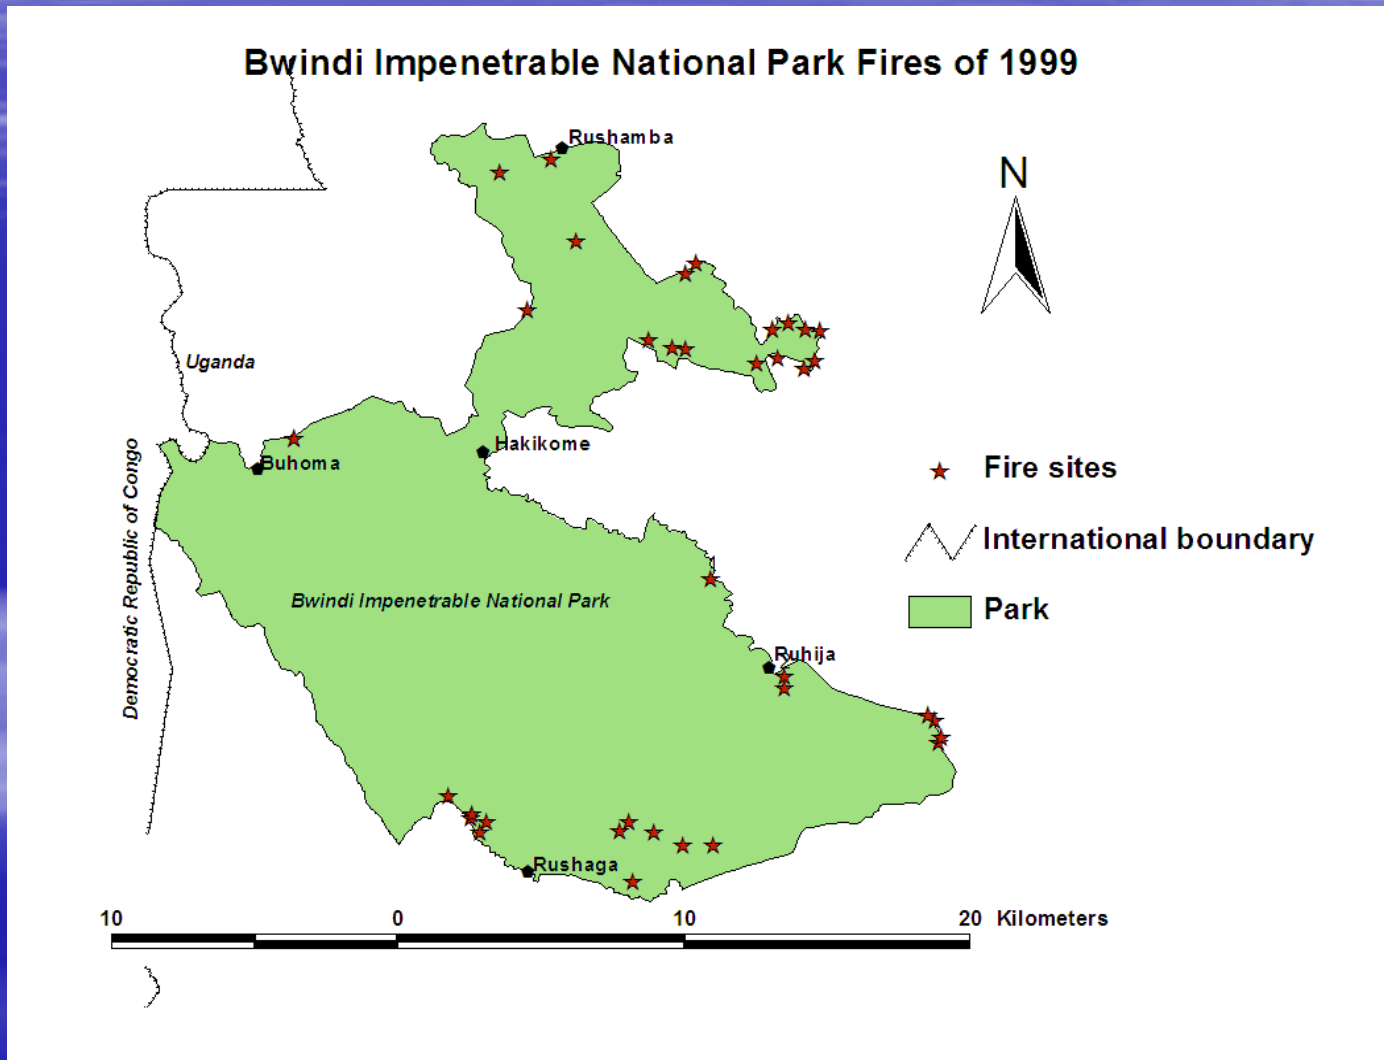 Bwindi Impenetrable National Park Fires of 1999
Rushamba
N
Uganda
Hakikome
Buhoma
Democratic Republic of Congo
Fire sites
International boundary
Park
Bwindi Impenetrable National Park
Ruhija
Rushaga
10 0 10 20 Kilometers